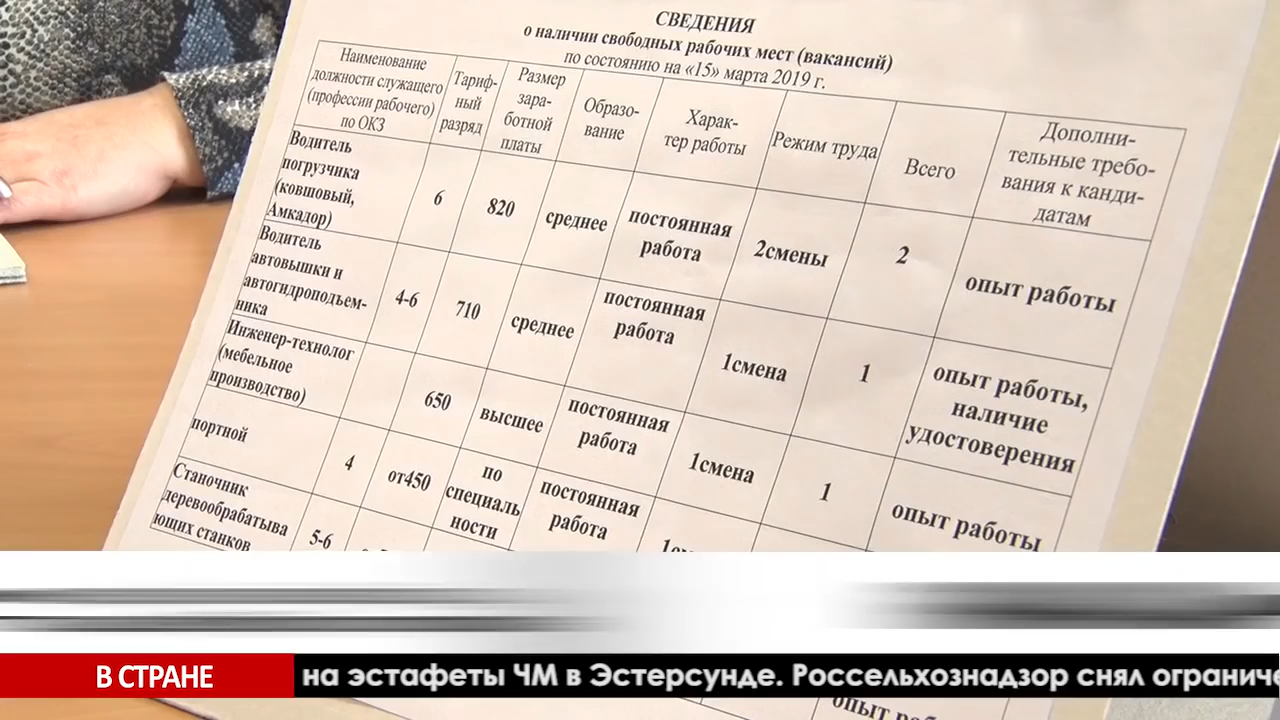 СВЕДЕНИЯ
о наличии свободных рабочих мест (вакансий)
по состоянию на «15» марта 2019 г.
Наименование
должности служащего
(профессии рабочего)
по ОКЗ
Тариф-
ный
разряд
Размер
зара-
ботной
платы
Образо-
вание
Харак-
тер работы
Режим труда
Всего
Дополни-
тельные требо-
вания к канди-
датам
Водитель
погрузчика
(ковшовый,
Амкадор)
6
820
среднее
постоянная
работа
2смены
2
опыт работы
Водитель
автовышки и
автогидроподъем-
ника
4-6
710
среднее
постоянная
работа
1смена
1
опыт работы,
наличие
удостоверения
Инженер-технолог
(мебельное
производство)
650
высшее
постоянная
работа
1смена
1
опыт работы
портной
4
от450
по
специаль
ности
постоянная
работа
Станочник
деревообрабатыва
ющих станков
5-6
В СТРАНЕ
на эстафеты ЧМ в Эстерсунде. Россельхознадзор снял ограниче
опыт